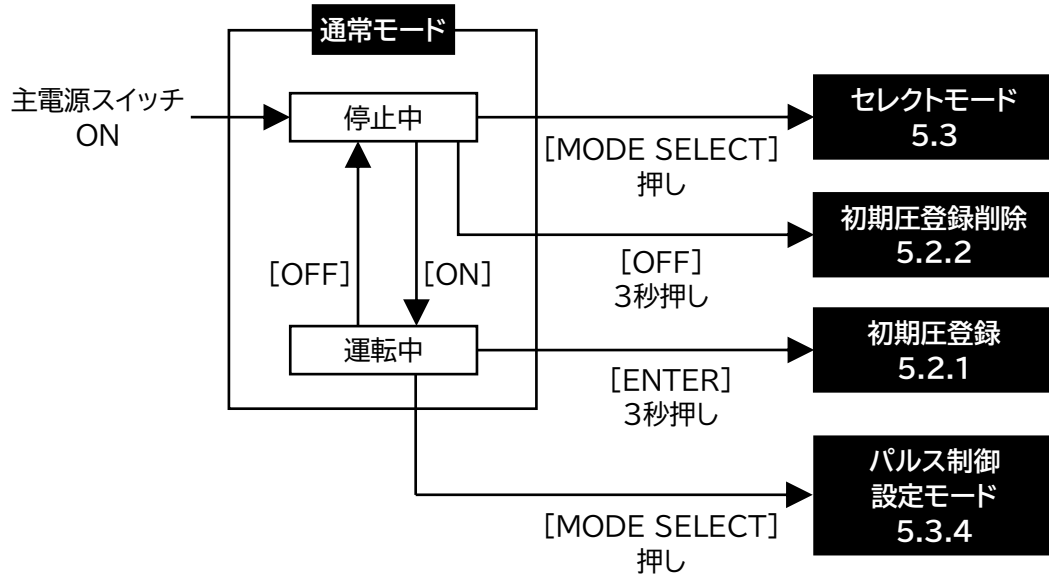 通常モード
主電源スイッチ
ON
停止中
[MODE SELECT]
押し
セレクトモード
5.3
[OFF]
3秒押し
初期圧登録削除
5.2.2
[OFF]
[ON]
運転中
[ENTER]
3秒押し
初期圧登録
5.2.1
[MODE SELECT]
押し
パルス制御
設定モード
5.3.4